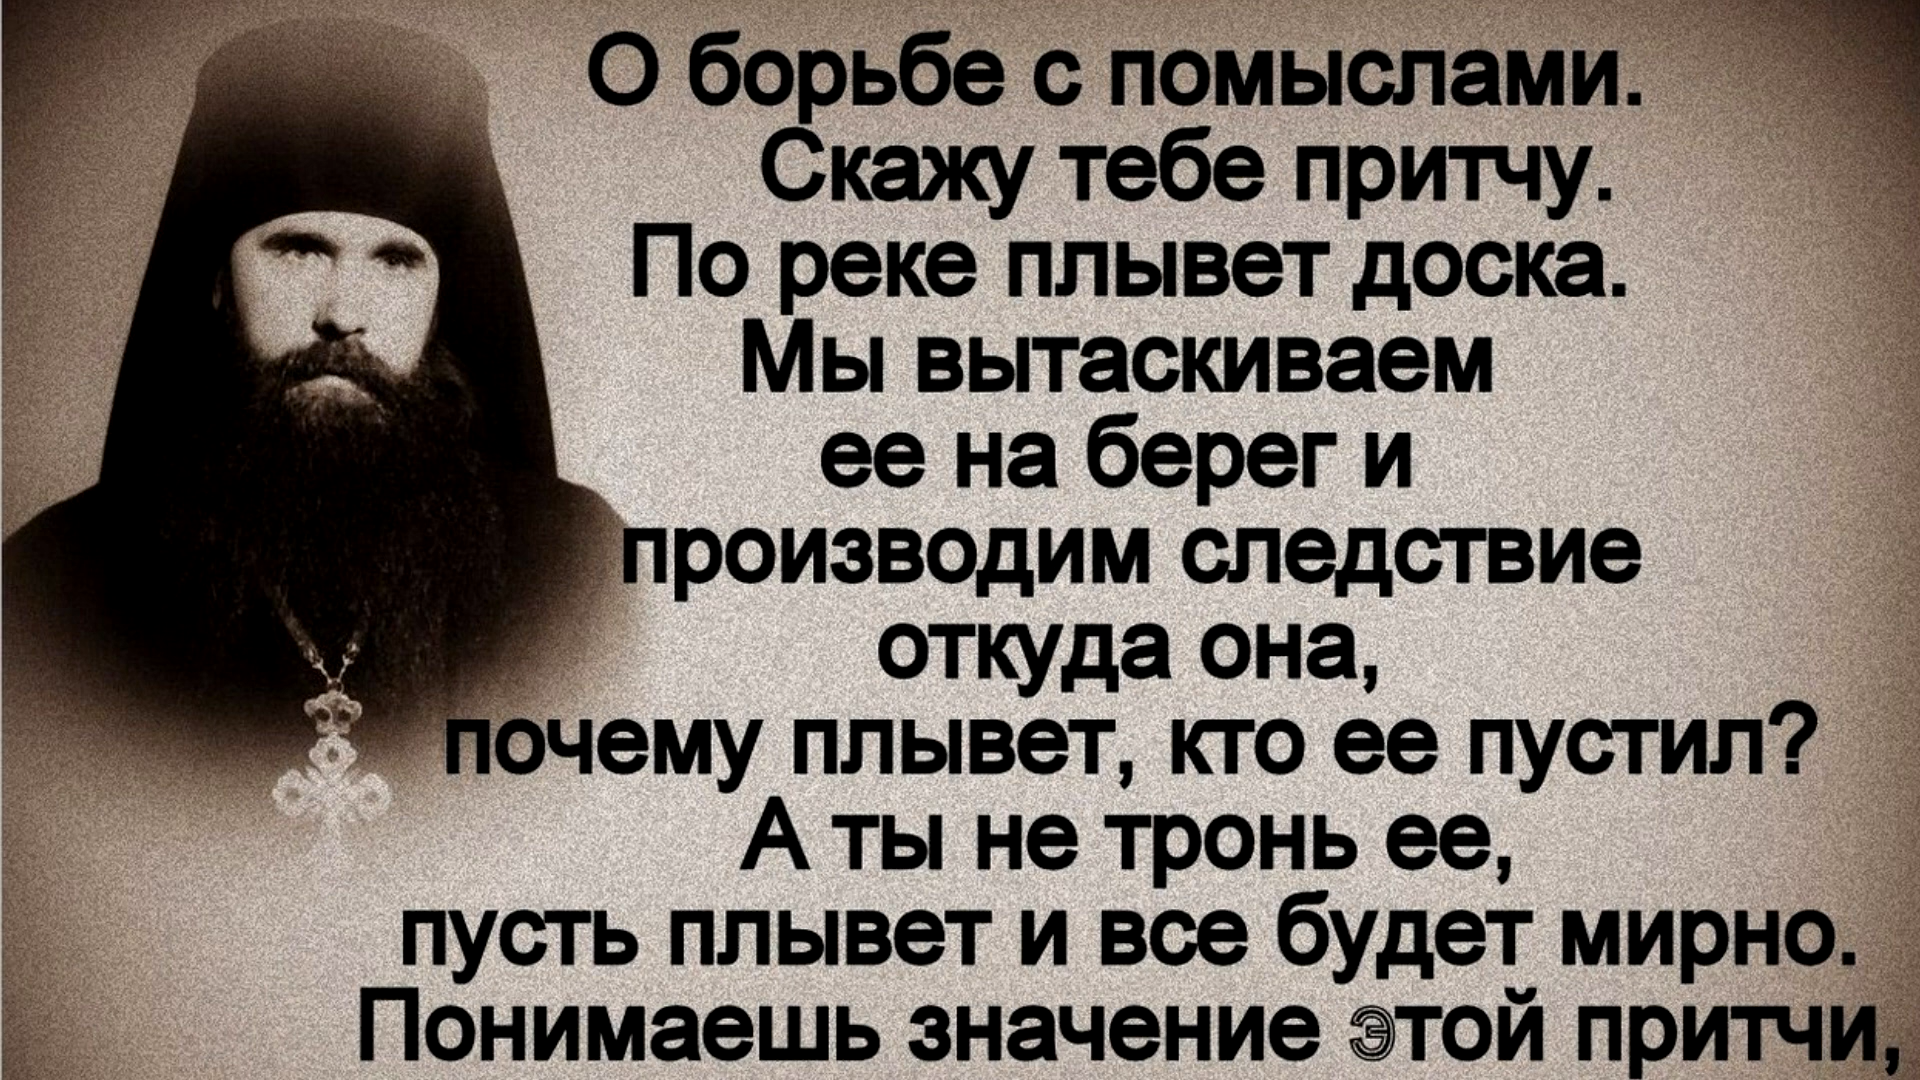 О борьбе с помыслами.
Скажу тебе притчу.
По реке плывет доска.
Мы вытаскиваем
ее на берег и
производим следствие
откуда она,
почему плывет, кто ее пустил?
А ты не тронь ее,
пусть плывет и все будет мирно.
Понимаешь значение этой притчи,